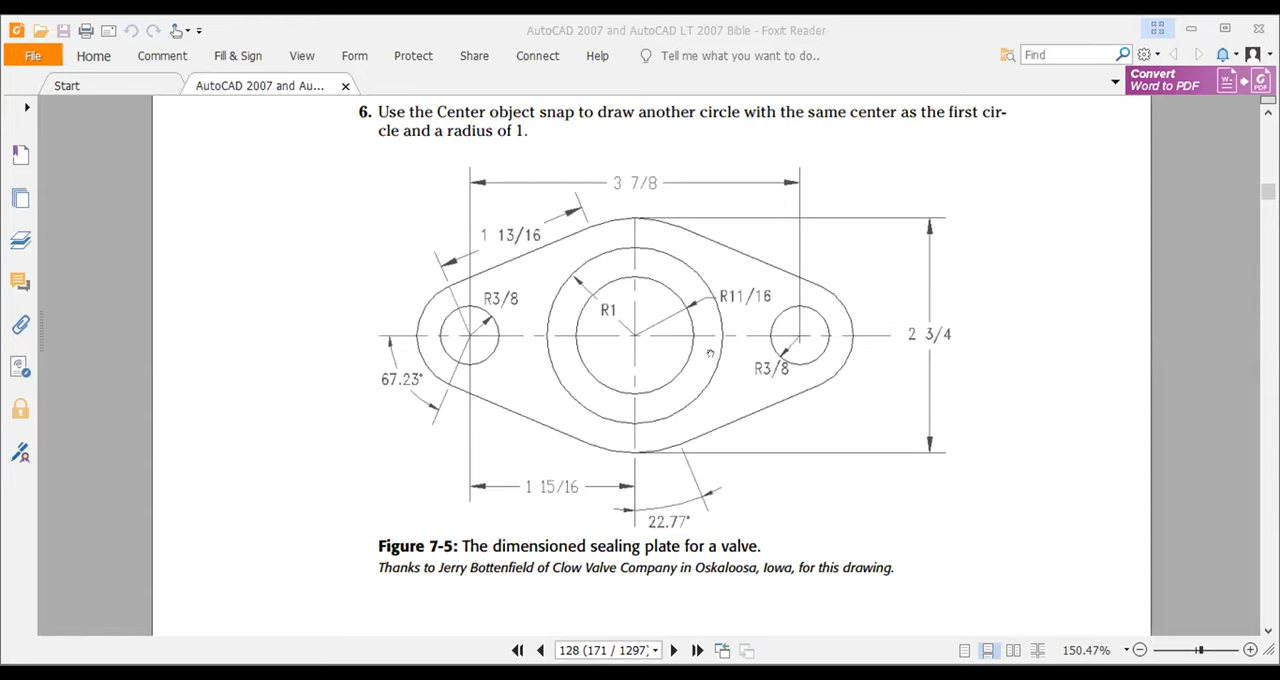 AutoCAD 2007 and AutoCAD LT 2007 Bible - Foxit Reader
File Home Comment Fill & Sign View Form Protect Share Connect Help Tell me what you want to do.. Find
Start AutoCAD 2007 and Au... Convert
Word to PDF
6. Use the Center object snap to draw another circle with the same center as the first cir-
cle and a radius of 1.
3 7/8
1 13/16
R3/8
R11/16
R1
2 3/4
R3/8
67.23°
1 15/16
22.77°
Figure 7-5: The dimensioned sealing plate for a valve.
Thanks to Jerry Bottenfield of Clow Valve Company in Oskaloosa, Iowa, for this drawing.
128 (171 / 1297) 150.47%